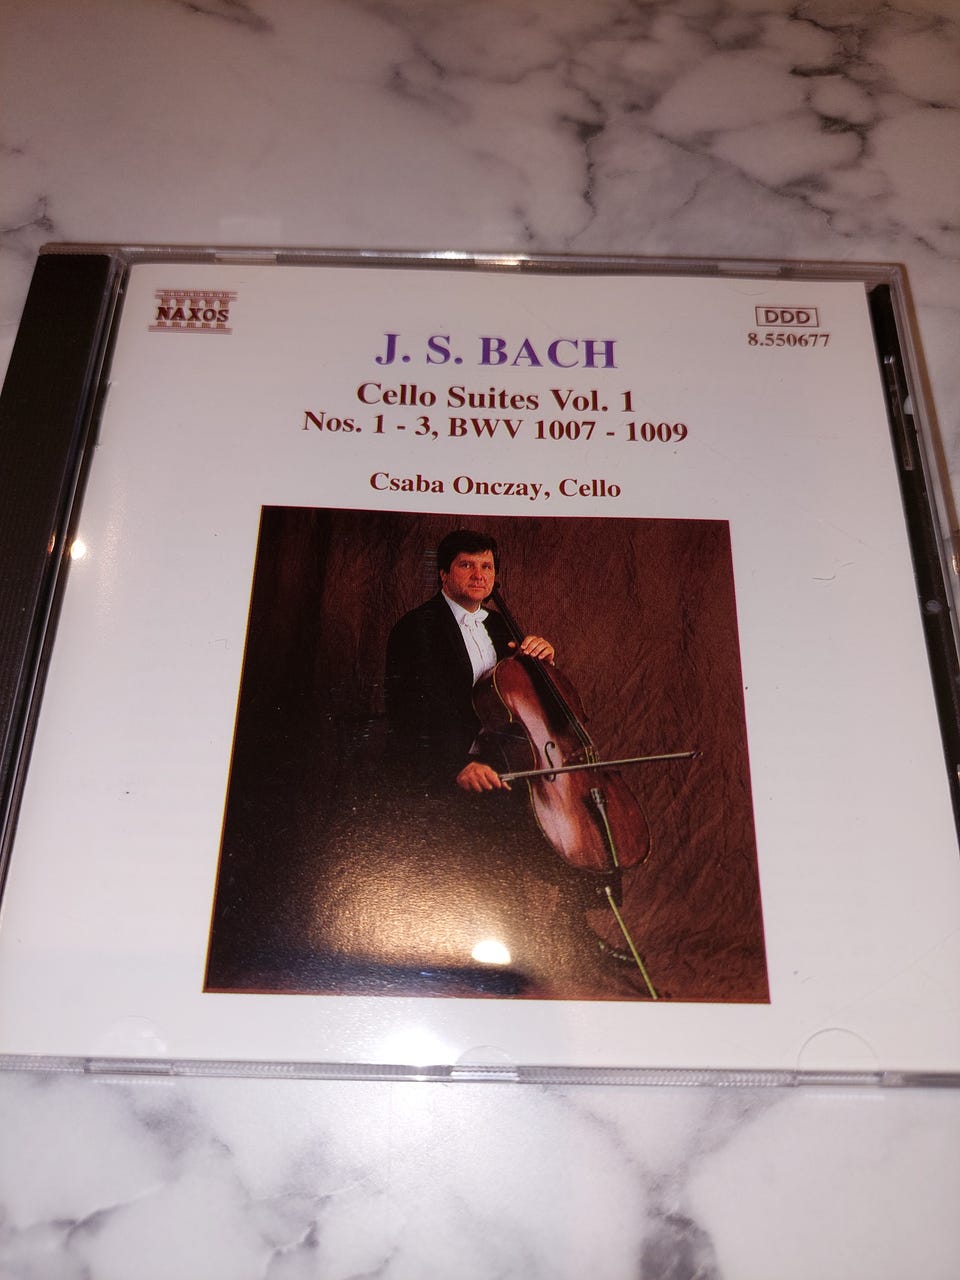 NAXOS
DDD
8.550677
J. S. BACH
Cello Suites Vol. 1
Nos. 1 - 3, BWV 1007 - 1009
Csaba Onczay, Cello